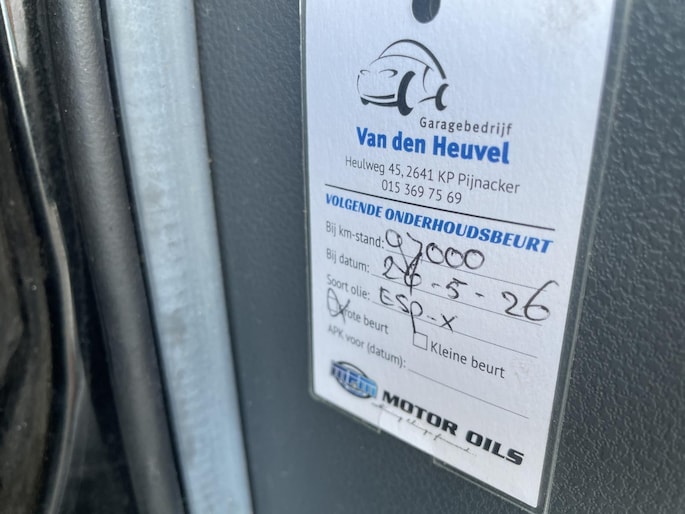 Garagebedrijf
Van den Heuvel
Heulweg 45, 2641 KP Pijnacker
015 369 75 69
VOLGENDE ONDERHOUDSBEURT
Bij km-stand: 97000
Bij datum: 26-5-26
Soort olie: ESP-X
Grote beurt Kleine beurt
APK voor (datum):
mpm MOTOR OILS